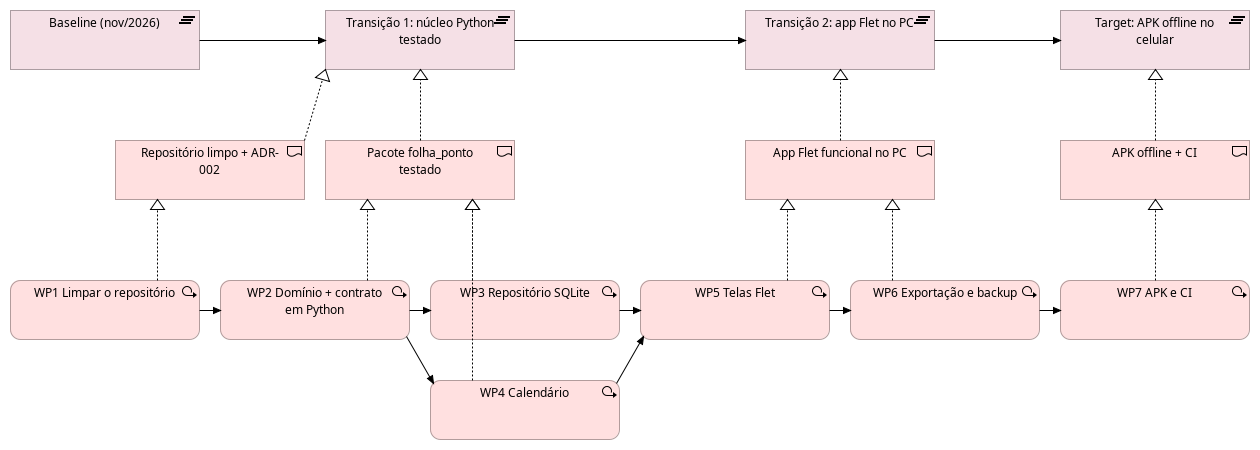 Baseline (nov/2026)
Transição 1: núcleo Python
testado
Transição 2: app Flet no PC
Target: APK offline no
celular
Repositório limpo + ADR-
002
Pacote folha_ponto
testado
App Flet funcional no PC
APK offline + CI
WP1 Limpar o repositório
WP2 Domínio + contrato
em Python
WP3 Repositório SQLite
WP5 Telas Flet
WP6 Exportação e backup
WP7 APK e CI
WP4 Calendário